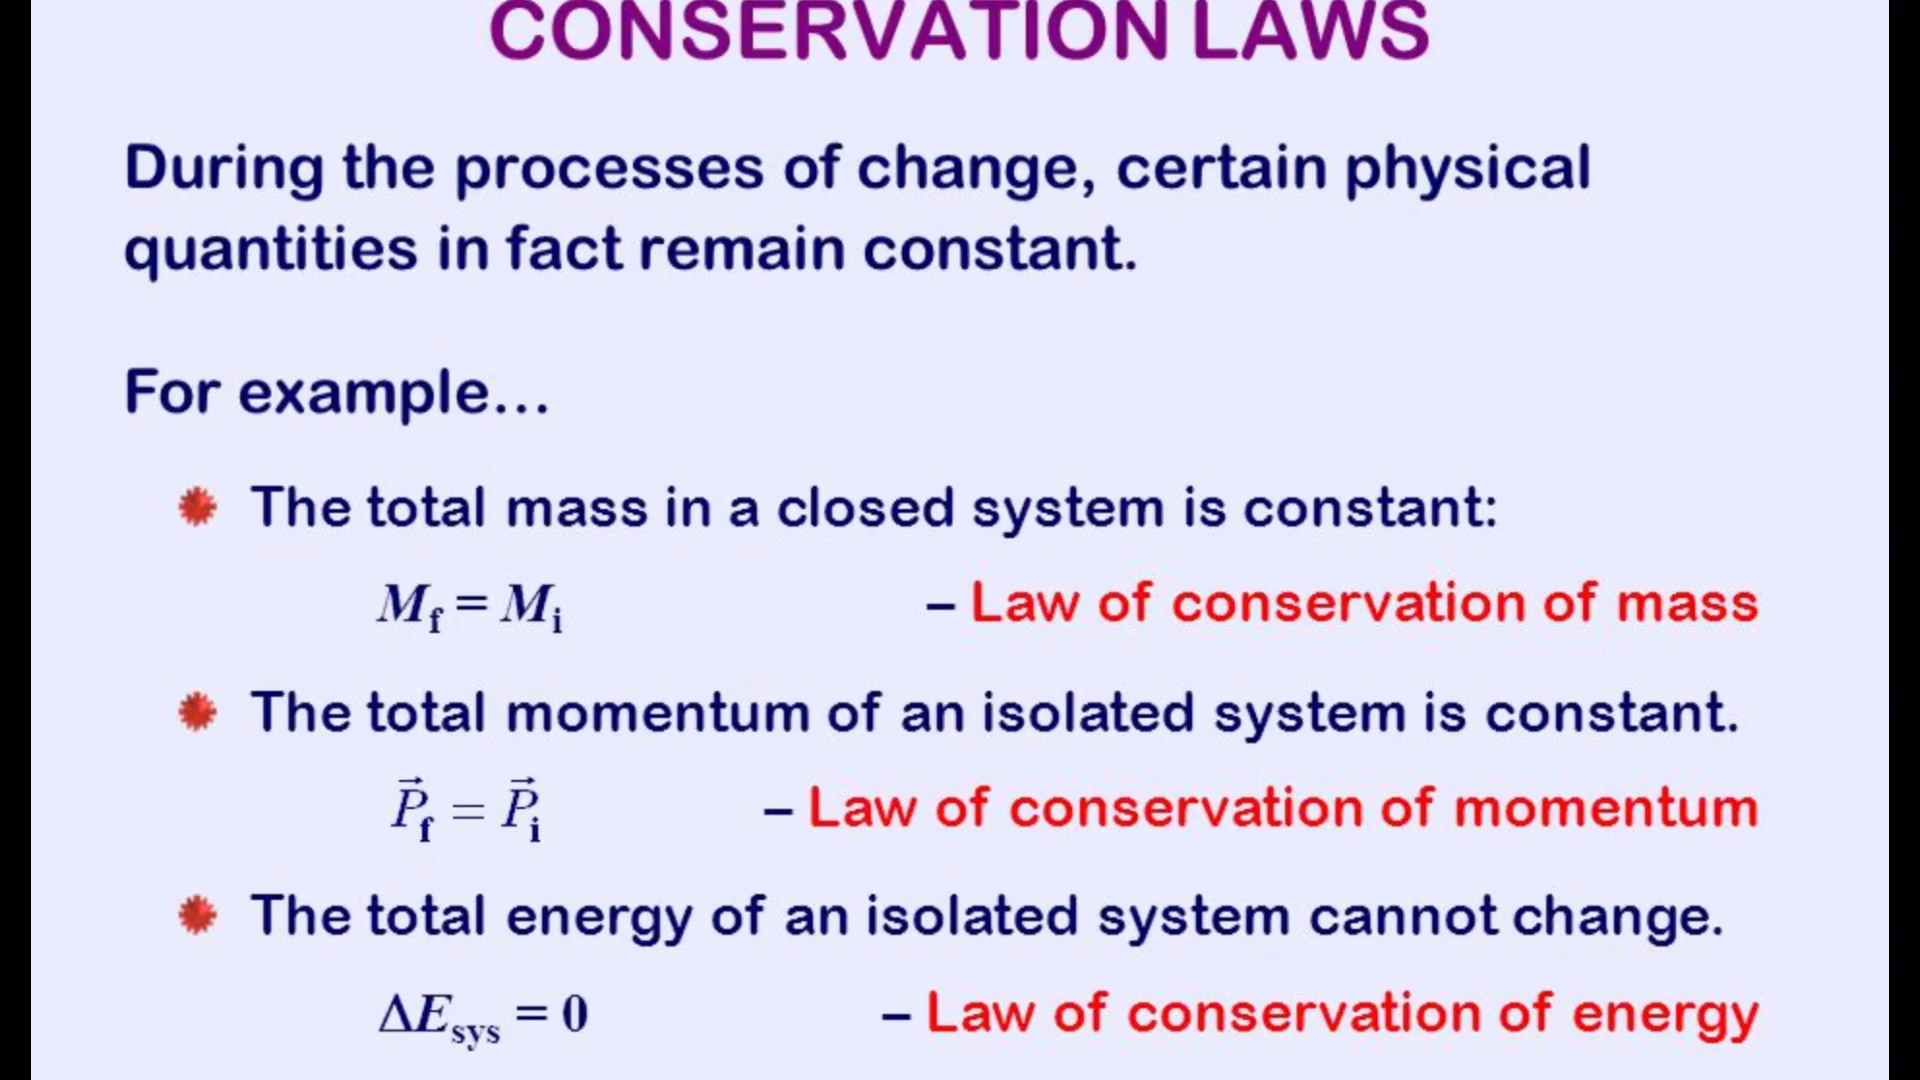 CONSERVATION LAWS
During the processes of change, certain physical
quantities in fact remain constant.
For example…
The total mass in a closed system is constant:
M_f = M_i – Law of conservation of mass
The total momentum of an isolated system is constant.
P⃗_f = P⃗_i – Law of conservation of momentum
The total energy of an isolated system cannot change.
ΔE_sys = 0 – Law of conservation of energy